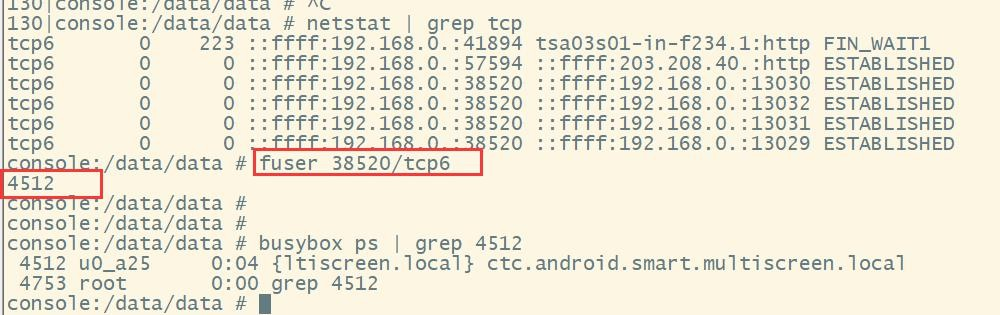 130|console:/data/data # ^C
130|console:/data/data # netstat | grep tcp
tcp6       0    223 ::ffff:192.168.0.:41894 tsa03s01-in-f234.1:http FIN_WAIT1
tcp6       0      0 ::ffff:192.168.0.:57594 ::ffff:203.208.40.:http ESTABLISHED
tcp6       0      0 ::ffff:192.168.0.:38520 ::ffff:192.168.0.:13030 ESTABLISHED
tcp6       0      0 ::ffff:192.168.0.:38520 ::ffff:192.168.0.:13032 ESTABLISHED
tcp6       0      0 ::ffff:192.168.0.:38520 ::ffff:192.168.0.:13031 ESTABLISHED
tcp6       0      0 ::ffff:192.168.0.:38520 ::ffff:192.168.0.:13029 ESTABLISHED
console:/data/data # fuser 38520/tcp6
4512
console:/data/data #
console:/data/data #
console:/data/data # busybox ps | grep 4512
 4512 u0_a25    0:04 {ltiscreen.local} ctc.android.smart.multiscreen.local
 4753 root      0:00 grep 4512
console:/data/data #